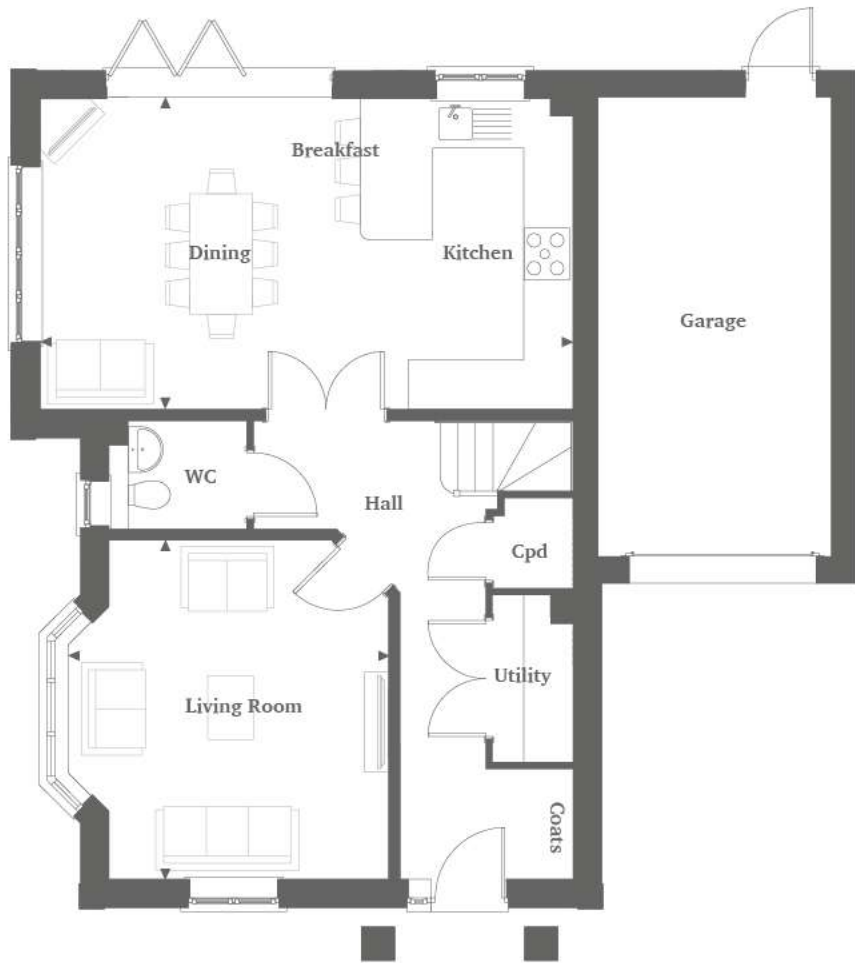 Breakfast
Dining
Kitchen
Garage
WC
Hall
Cpd
Utility
Living Room
Coats